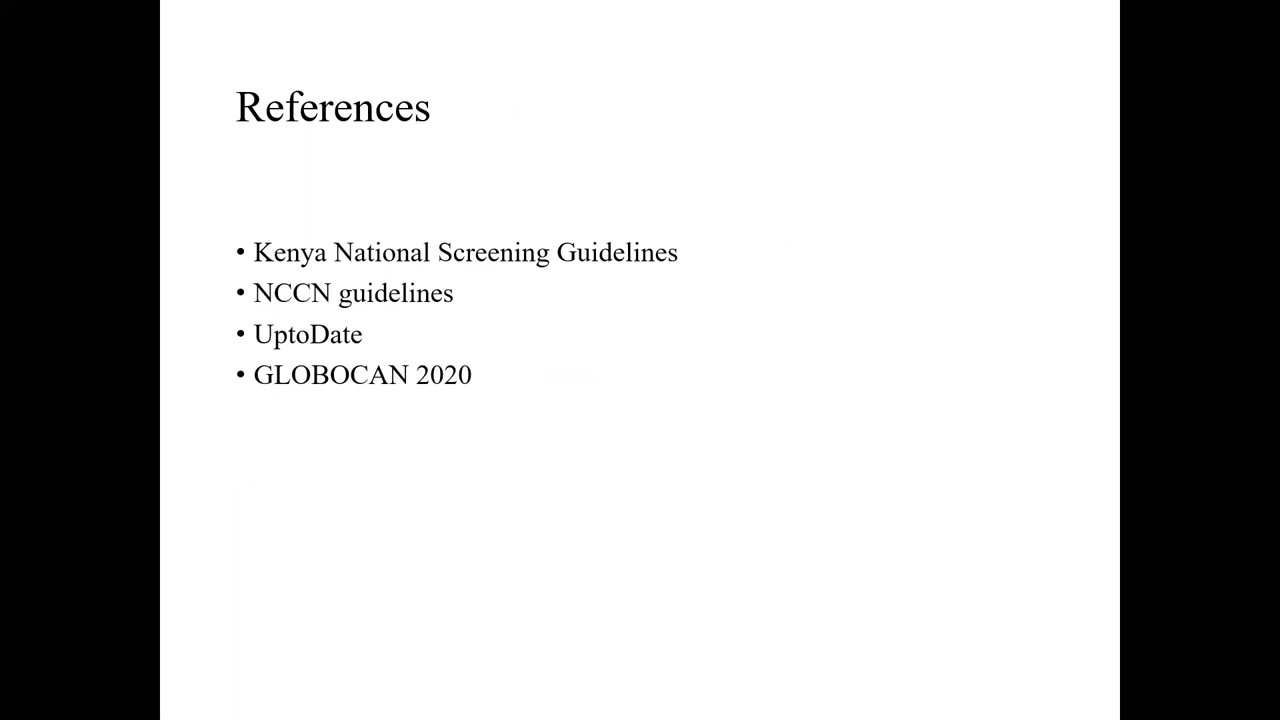 References
• Kenya National Screening Guidelines
• NCCN guidelines
• UptoDate
• GLOBOCAN 2020